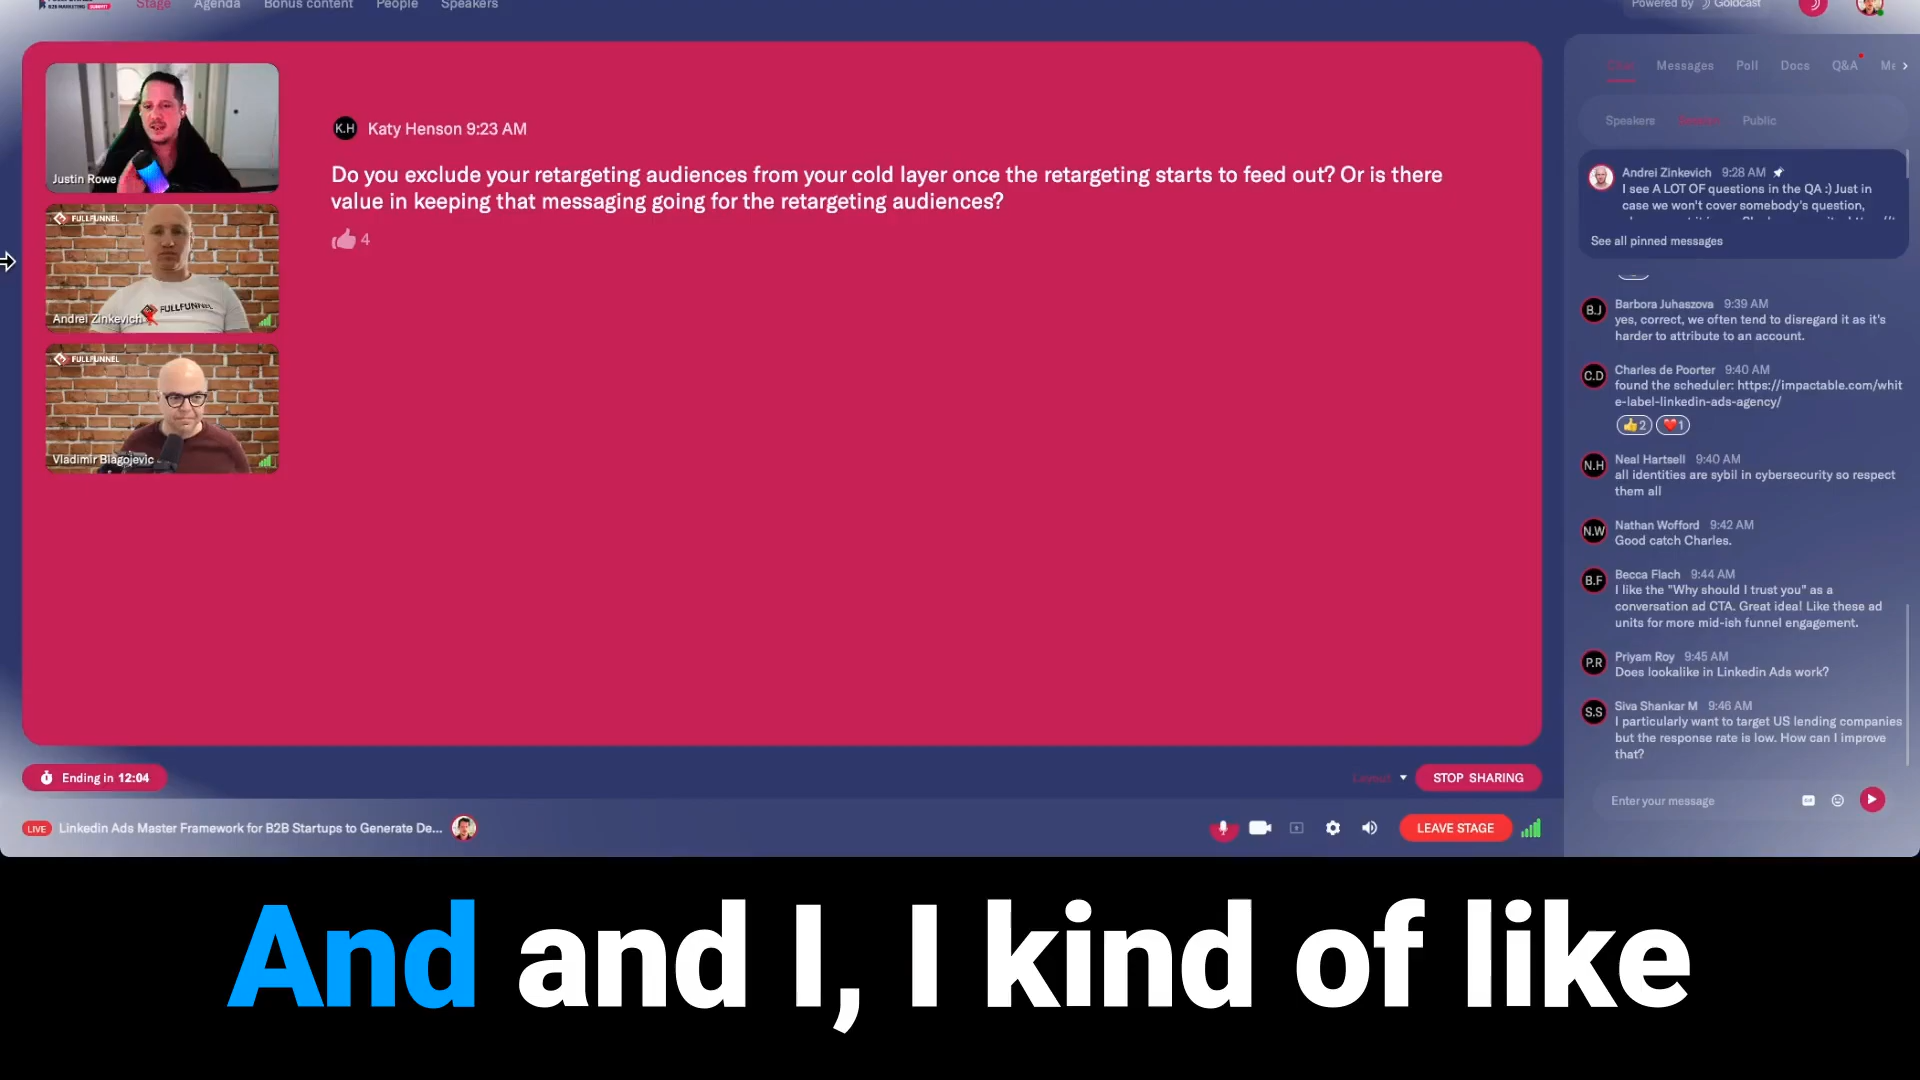 B2B MARKETING SUMMIT
Stage
Agenda
Bonus content
People
Speakers
Powered by Goldcast
Justin Rowe
FULLFUNNEL
FULLFUNNEL
Andrei Zinkevich
FULLFUNNEL
Vladimir Blagojevic
K.H
Katy Henson 9:23 AM
Do you exclude your retargeting audiences from your cold layer once the retargeting starts to feed out? Or is there
value in keeping that messaging going for the retargeting audiences?
4
Ending in 12:04
Layout
STOP SHARING
LIVE
Linkedin Ads Master Framework for B2B Startups to Generate De...
LEAVE STAGE
Chat
Messages
Poll
Docs
Q&A
Me
Speakers
Public
Andrei Zinkevich 9:28 AM
I see A LOT OF questions in the QA :) Just in
case we won't cover somebody's question,
See all pinned messages
B.J
Barbora Juhaszova 9:39 AM
yes, correct, we often tend to disregard it as it's
harder to attribute to an account.
C.D
Charles de Poorter 9:40 AM
found the scheduler: https://impactable.com/whit
e-label-linkedin-ads-agency/
👍2 ❤️1
N.H
Neal Hartsell 9:40 AM
all identities are sybil in cybersecurity so respect
them all
N.W
Nathan Wofford 9:42 AM
Good catch Charles.
B.F
Becca Flach 9:44 AM
I like the "Why should I trust you" as a
conversation ad CTA. Great idea! Like these ad
units for more mid-ish funnel engagement.
P.R
Priyam Roy 9:45 AM
Does lookalike in Linkedin Ads work?
S.S
Siva Shankar M 9:46 AM
I particularly want to target US lending companies
but the response rate is low. How can I improve
that?
Enter your message
And and I, I kind of like